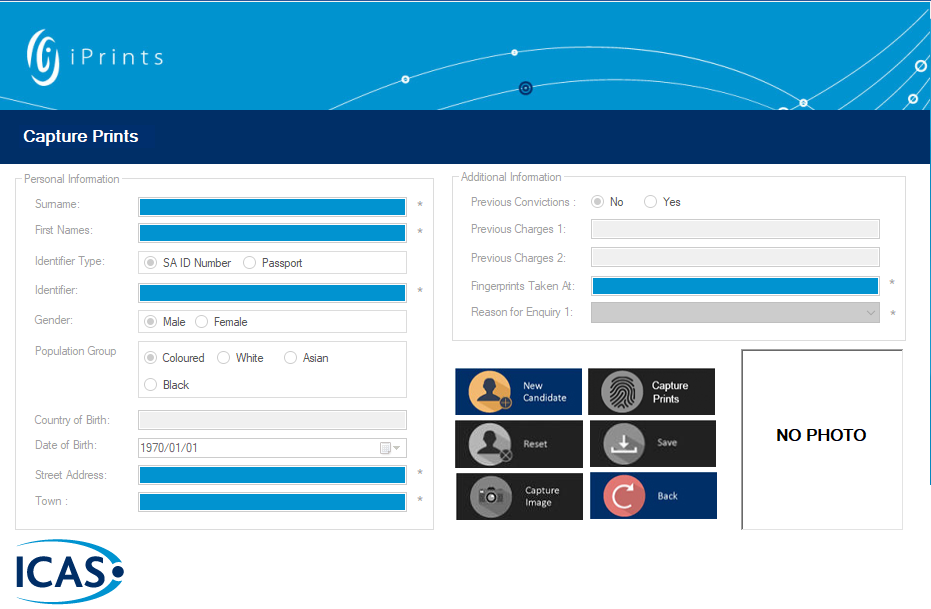 iPrints
Capture Prints
Personal Information
Surname: *
First Names: *
Identifier Type: SA ID Number Passport
Identifier: *
Gender: Male Female
Population Group Coloured White Asian
Black
Country of Birth:
Date of Birth: 1970/01/01
Street Address: *
Town : *
Additional Information
Previous Convictions : No Yes
Previous Charges 1:
Previous Charges 2:
Fingerprints Taken At: *
Reason for Enquiry 1: *
New
Candidate
Capture
Prints
Reset
Save
Capture
Image
Back
NO PHOTO
ICAS